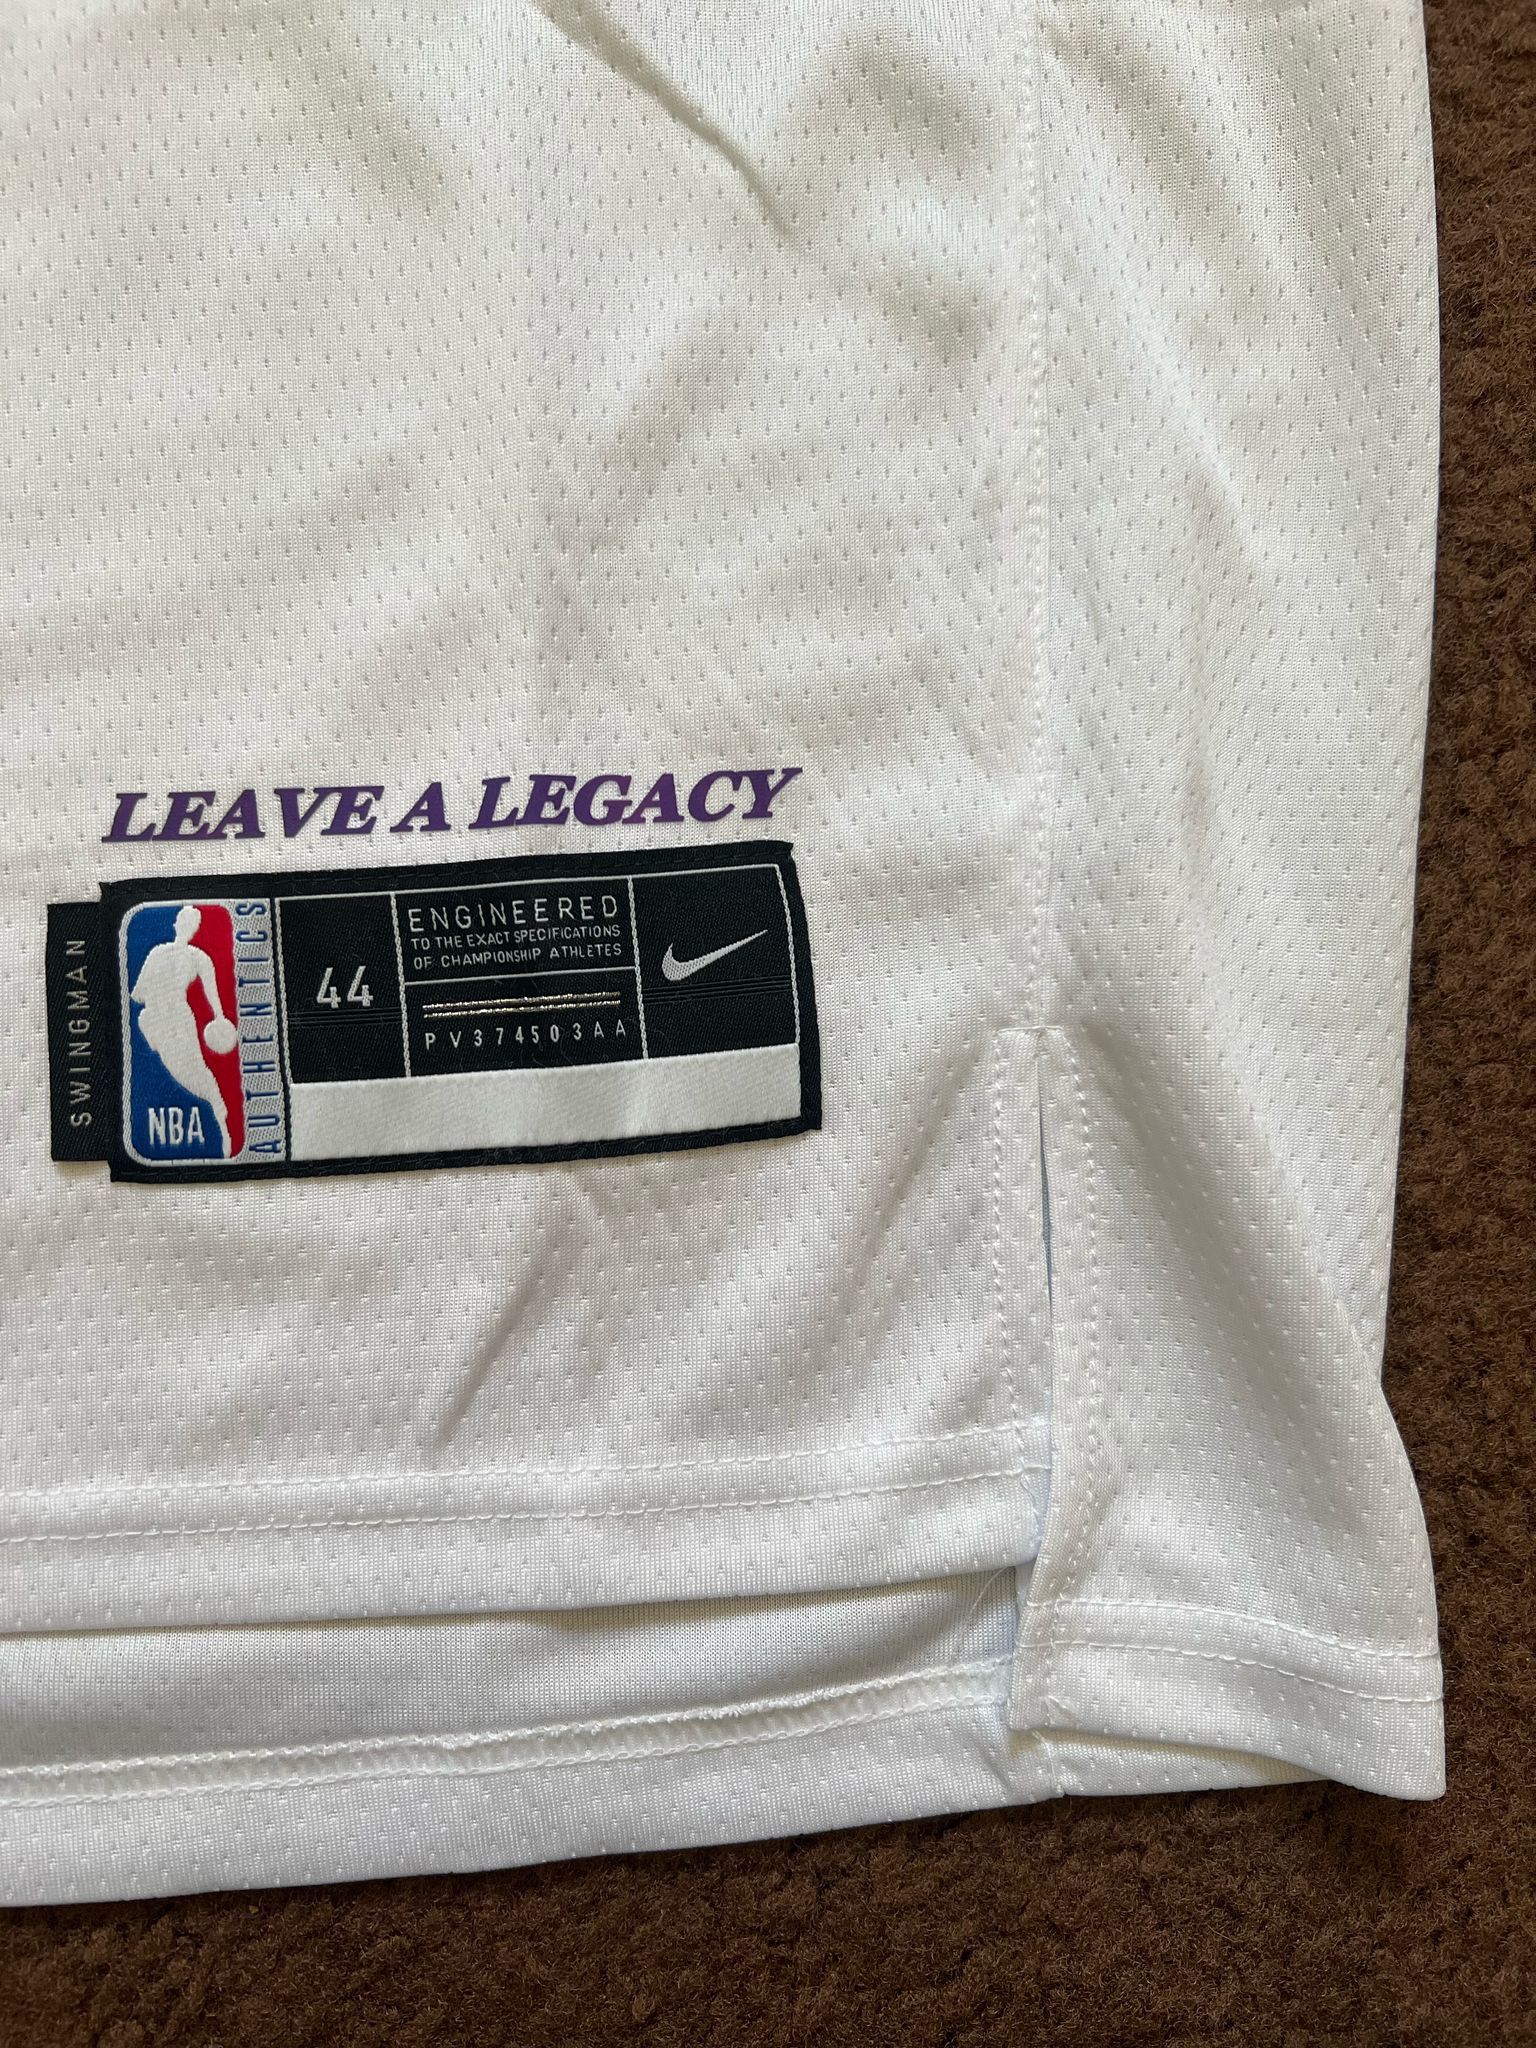 LEAVE A LEGACY
SWINGMAN
NBA
AUTHENTICS
44
ENGINEERED
TO THE EXACT SPECIFICATIONS
OF CHAMPIONSHIP ATHLETES
PV374503AA